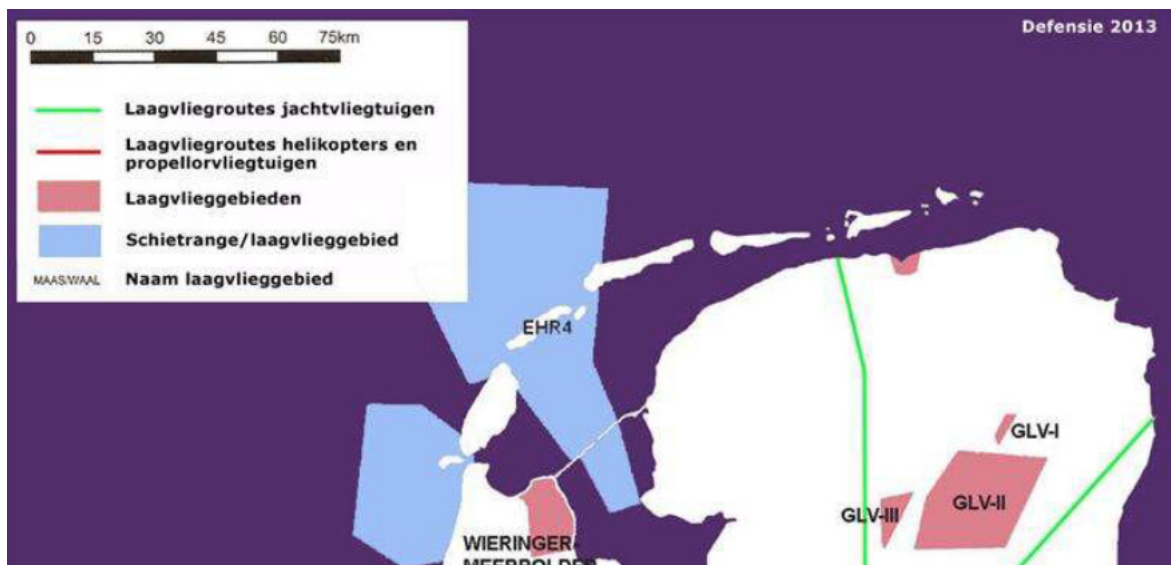 0 15 30 45 60 75km
Defensie 2013
Laagvliegroutes jachtvliegtuigen
Laagvliegroutes helikopters en
propellorvliegtuigen
Laagvlieggebieden
Schietrange/laagvlieggebied
MAAS/WAAL Naam laagvlieggebied
EHR4
GLV-I
GLV-II
GLV-III
WIERINGER-
MEERPOLDER